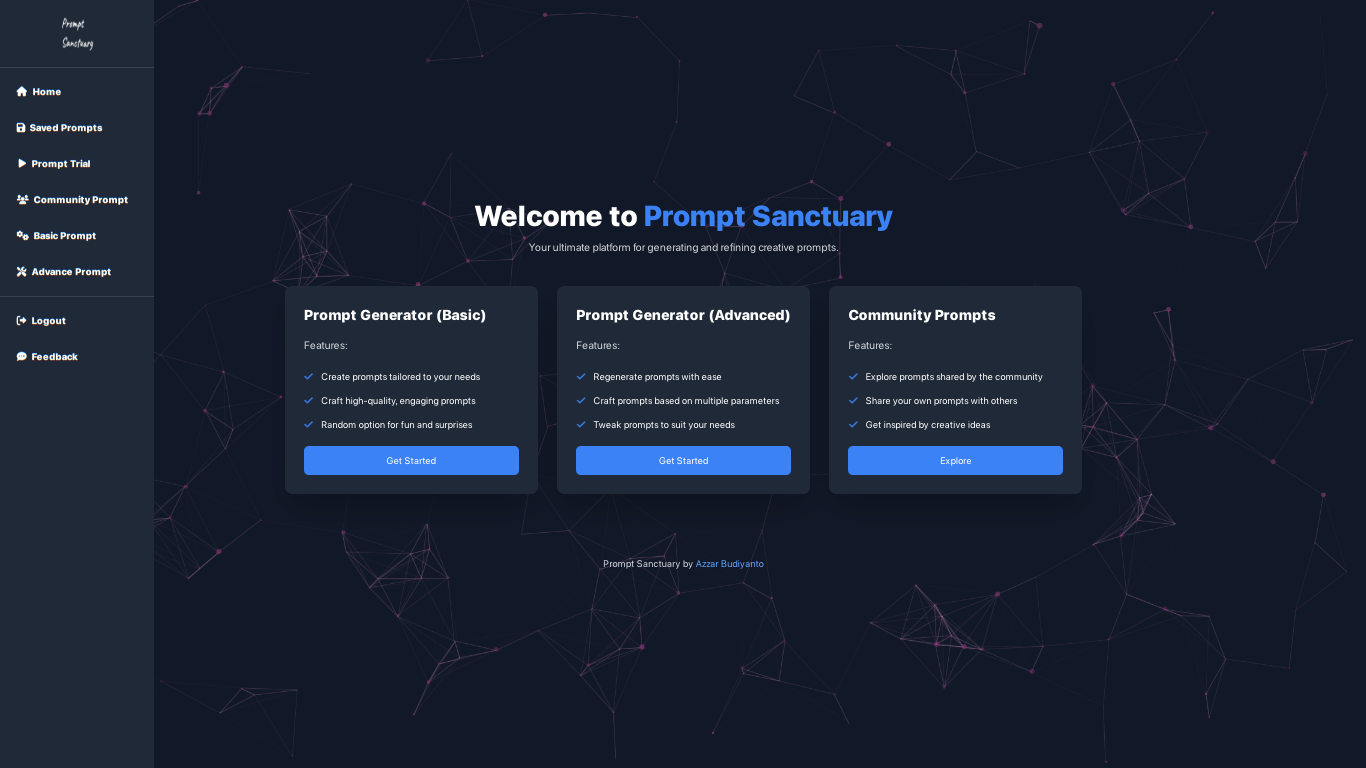 Prompt
Sanctuary
Home
Saved Prompts
Prompt Trial
Community Prompt
Basic Prompt
Advance Prompt
Logout
Feedback
Welcome to Prompt Sanctuary
Your ultimate platform for generating and refining creative prompts.
Prompt Generator (Basic)
Features:
Create prompts tailored to your needs
Craft high-quality, engaging prompts
Random option for fun and surprises
Get Started
Prompt Generator (Advanced)
Features:
Regenerate prompts with ease
Craft prompts based on multiple parameters
Tweak prompts to suit your needs
Get Started
Community Prompts
Features:
Explore prompts shared by the community
Share your own prompts with others
Get inspired by creative ideas
Explore
Prompt Sanctuary by Azzar Budiyanto